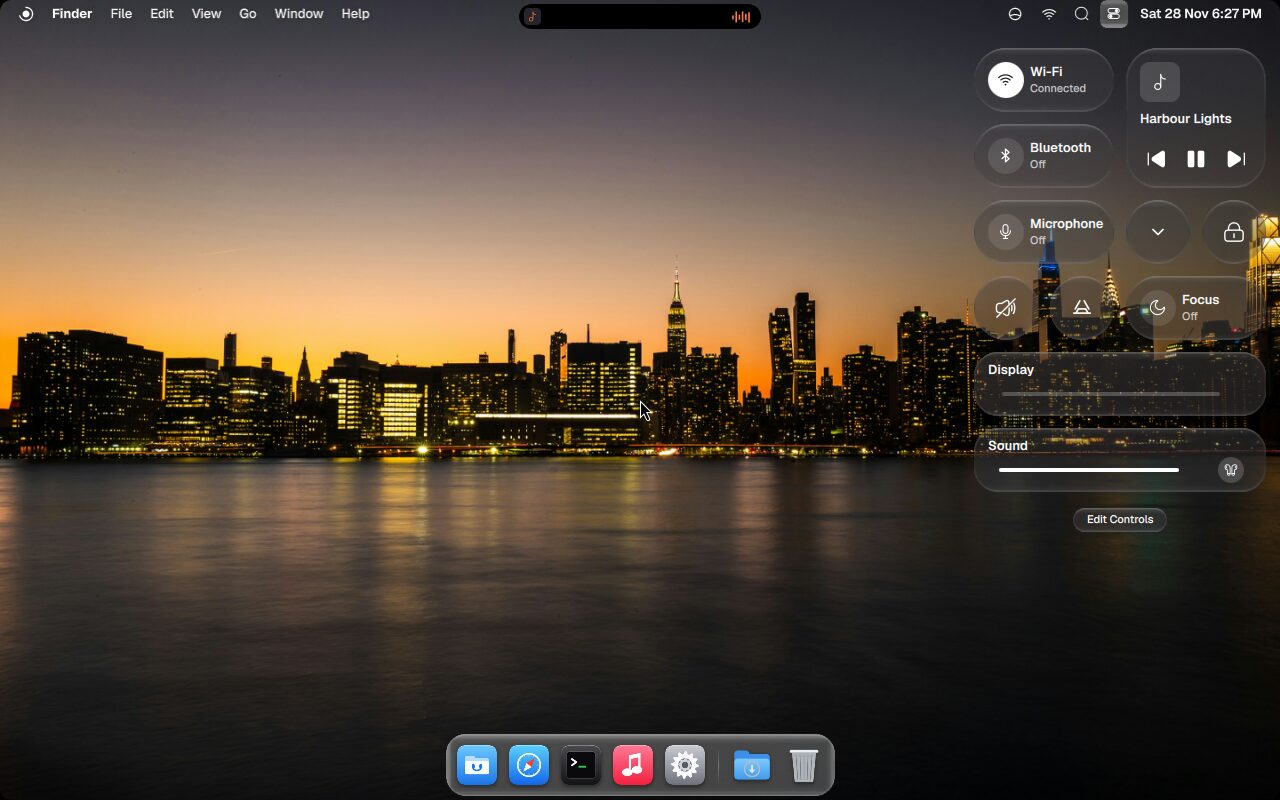 Finder File Edit View Go Window Help
Sat 28 Nov 6:27 PM
Wi-Fi
Connected
Harbour Lights
Bluetooth
Off
Microphone
Off
Focus
Off
Display
Sound
Edit Controls